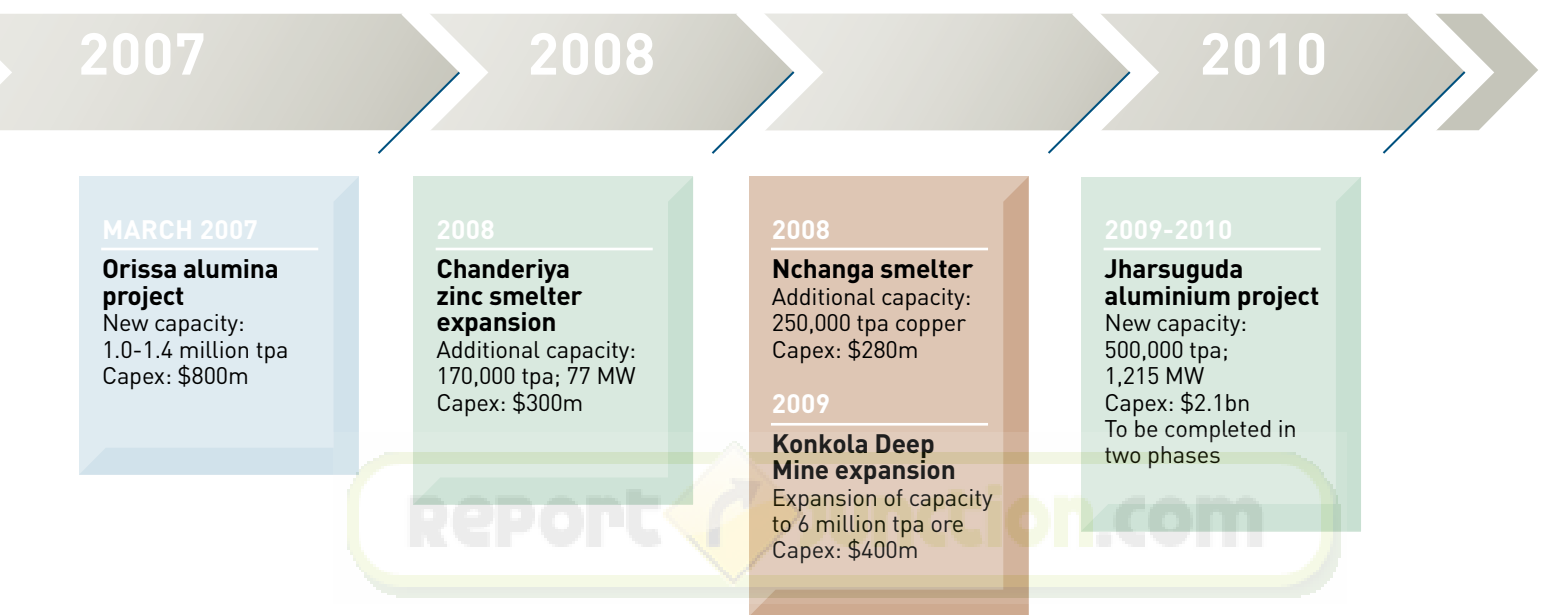 2007
2008
2010
MARCH 2007
Orissa alumina
project
New capacity:
1.0-1.4 million tpa
Capex: $800m
2008
Chanderiya
zinc smelter
expansion
Additional capacity:
170,000 tpa; 77 MW
Capex: $300m
2008
Nchanga smelter
Additional capacity:
250,000 tpa copper
Capex: $280m
2009
Konkola Deep
Mine expansion
Expansion of capacity
to 6 million tpa ore
Capex: $400m
2009-2010
Jharsuguda
aluminium project
New capacity:
500,000 tpa;
1,215 MW
Capex: $2.1bn
To be completed in
two phases
Report Junction.com